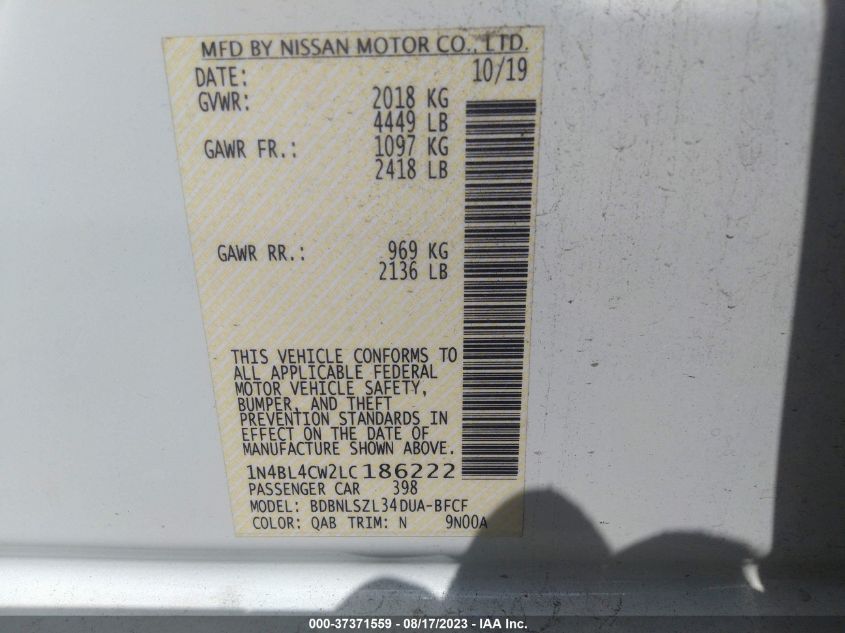 MFD BY NISSAN MOTOR CO., LTD.
DATE: 10/19
GVWR: 2018 KG
4449 LB
GAWR FR.: 1097 KG
2418 LB
GAWR RR.: 969 KG
2136 LB
THIS VEHICLE CONFORMS TO
ALL APPLICABLE FEDERAL
MOTOR VEHICLE SAFETY,
BUMPER, AND THEFT
PREVENTION STANDARDS IN
EFFECT ON THE DATE OF
MANUFACTURE SHOWN ABOVE.
1N4BL4CW2LC186222
PASSENGER CAR 398
MODEL: BDBNLSZL34DUA-BFCF
COLOR: QAB TRIM: N 9N00A
000-37371559 - 08/17/2023 - IAA Inc.